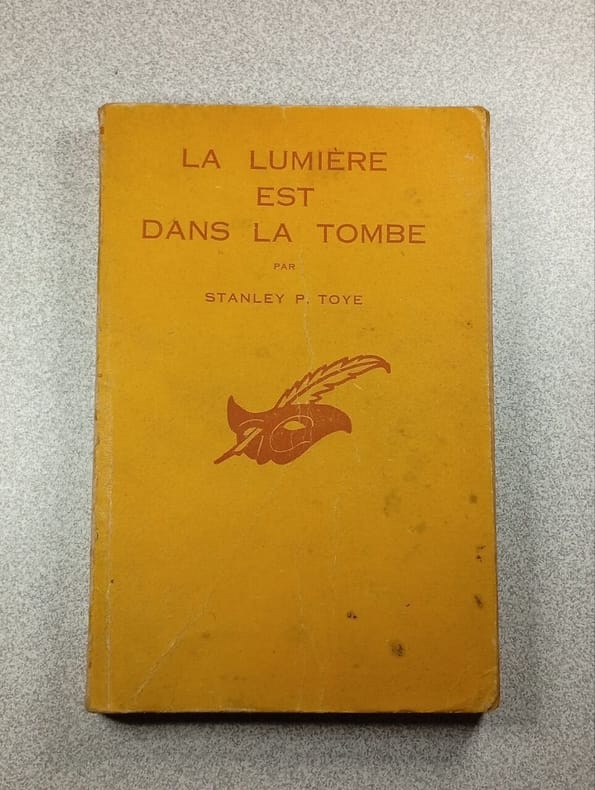 LA LUMIÈRE
EST
DANS LA TOMBE
PAR
STANLEY P. TOYE